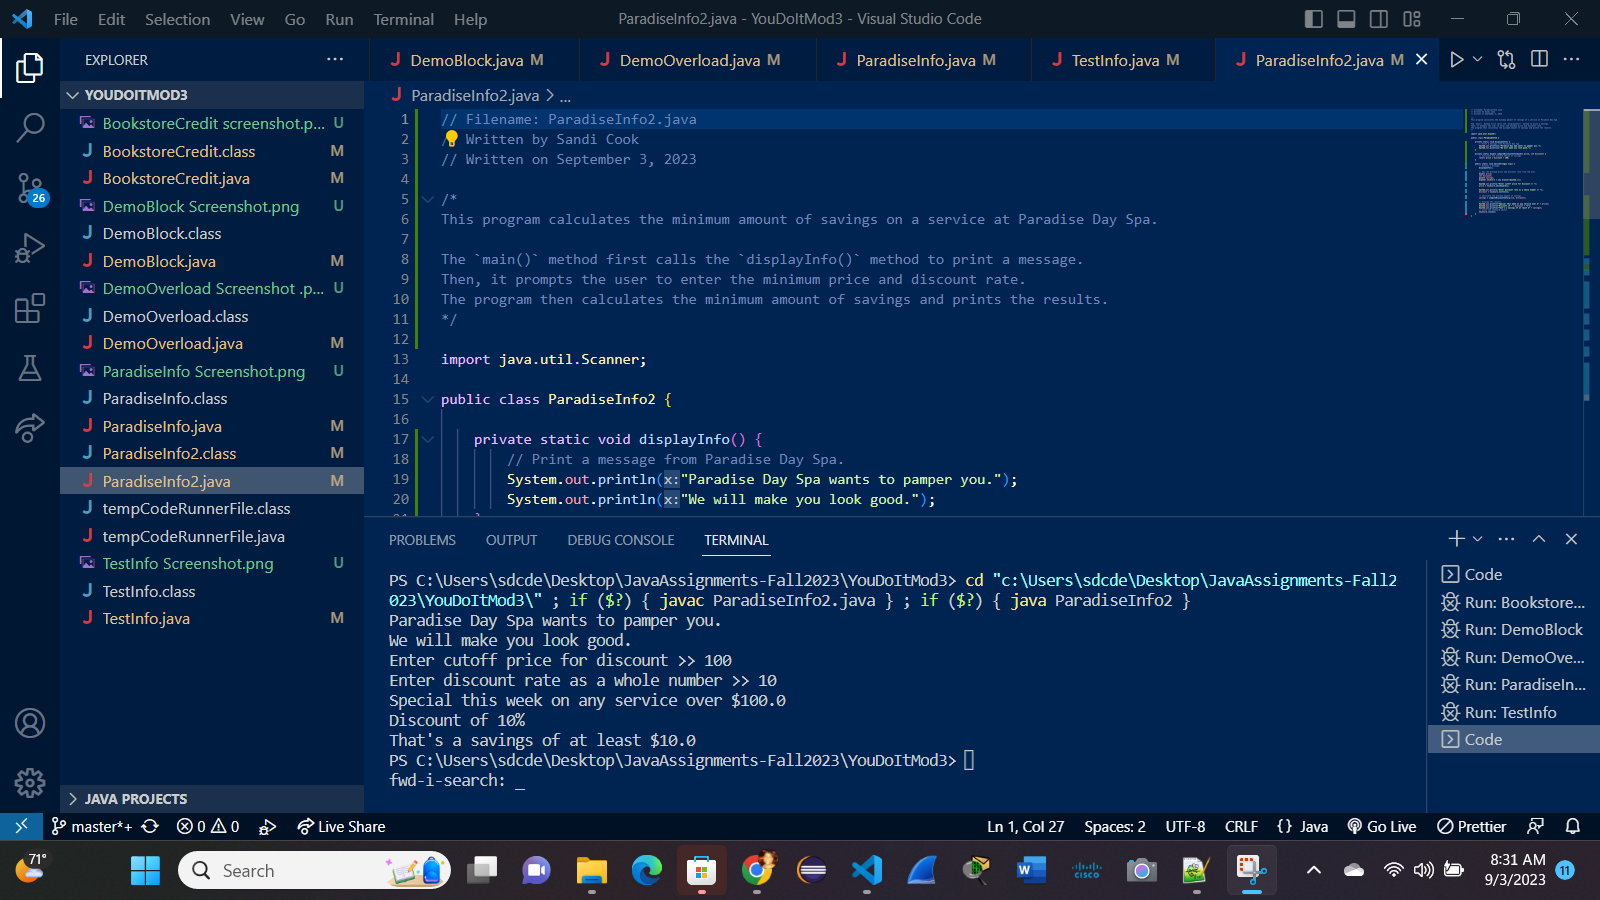 File Edit Selection View Go Run Terminal Help
ParadiseInfo2.java - YouDoItMod3 - Visual Studio Code
EXPLORER
YOUDOITMOD3
BookstoreCredit screenshot.p... U
BookstoreCredit.class M
BookstoreCredit.java M
DemoBlock Screenshot.png U
DemoBlock.class
DemoBlock.java M
DemoOverload Screenshot .p... U
DemoOverload.class
DemoOverload.java M
ParadiseInfo Screenshot.png U
ParadiseInfo.class
ParadiseInfo.java M
ParadiseInfo2.class M
ParadiseInfo2.java M
tempCodeRunnerFile.class
tempCodeRunnerFile.java
TestInfo Screenshot.png U
TestInfo.class
TestInfo.java M
JAVA PROJECTS
26
DemoBlock.java M
DemoOverload.java M
ParadiseInfo.java M
TestInfo.java M
ParadiseInfo2.java M
ParadiseInfo2.java > ...
1 // Filename: ParadiseInfo2.java
2 / Written by Sandi Cook
3 // Written on September 3, 2023
4
5 /*
6 This program calculates the minimum amount of savings on a service at Paradise Day Spa.
7
8 The `main()` method first calls the `displayInfo()` method to print a message.
9 Then, it prompts the user to enter the minimum price and discount rate.
10 The program then calculates the minimum amount of savings and prints the results.
11 */
12
13 import java.util.Scanner;
14
15 public class ParadiseInfo2 {
16
17 private static void displayInfo() {
18 // Print a message from Paradise Day Spa.
19 System.out.println(x:"Paradise Day Spa wants to pamper you.");
20 System.out.println(x:"We will make you look good.");
PROBLEMS OUTPUT DEBUG CONSOLE TERMINAL
PS C:\Users\sdcde\Desktop\JavaAssignments-Fall2023\YouDoItMod3> cd "c:\Users\sdcde\Desktop\JavaAssignments-Fall2
023\YouDoItMod3\" ; if ($?) { javac ParadiseInfo2.java } ; if ($?) { java ParadiseInfo2 }
Paradise Day Spa wants to pamper you.
We will make you look good.
Enter cutoff price for discount >> 100
Enter discount rate as a whole number >> 10
Special this week on any service over $100.0
Discount of 10%
That's a savings of at least $10.0
PS C:\Users\sdcde\Desktop\JavaAssignments-Fall2023\YouDoItMod3>
fwd-i-search: _
Code
Run: Bookstore...
Run: DemoBlock
Run: DemoOve...
Run: ParadiseIn...
Run: TestInfo
Code
master*+ 0 0 Live Share
Ln 1, Col 27 Spaces: 2 UTF-8 CRLF {} Java Go Live Prettier
71°
Search
cisco
8:31 AM
9/3/2023
11